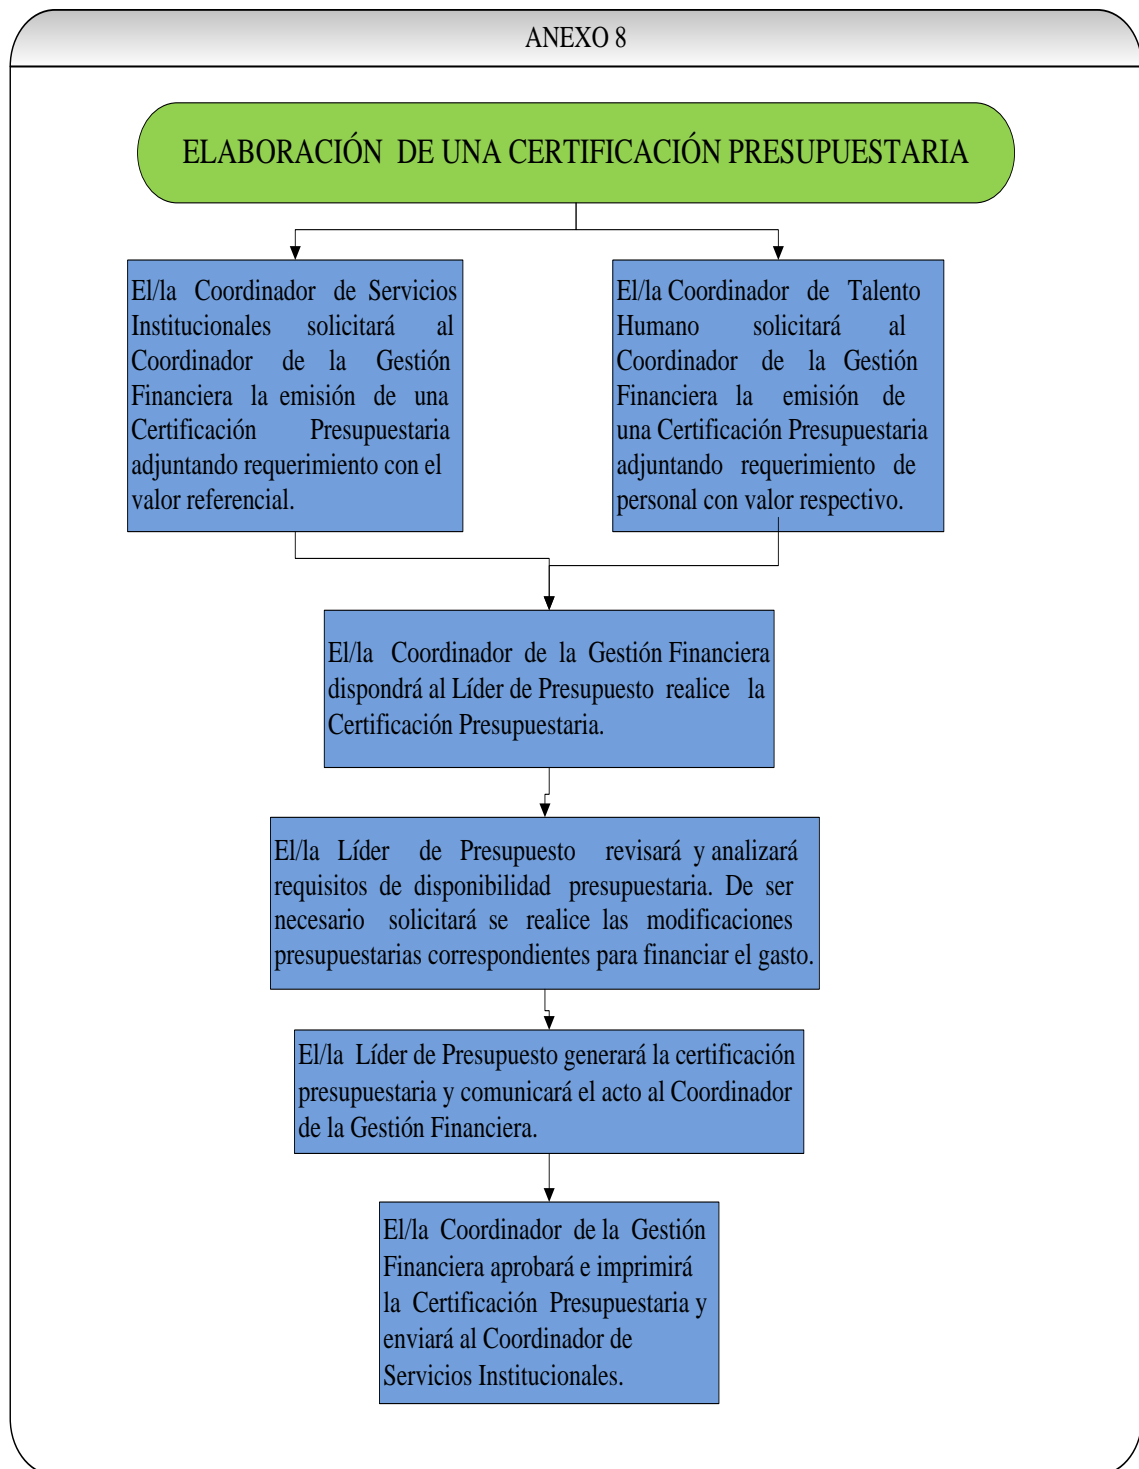 ANEXO 8
ELABORACIÓN DE UNA CERTIFICACIÓN PRESUPUESTARIA
El/la Coordinador de Servicios
Institucionales solicitará al
Coordinador de la Gestión
Financiera la emisión de una
Certificación Presupuestaria
adjuntando requerimiento con el
valor referencial.
El/la Coordinador de Talento
Humano solicitará al
Coordinador de la Gestión
Financiera la emisión de
una Certificación Presupuestaria
adjuntando requerimiento de
personal con valor respectivo.
El/la Coordinador de la Gestión Financiera
dispondrá al Líder de Presupuesto realice la
Certificación Presupuestaria.
El/la Líder de Presupuesto revisará y analizará
requisitos de disponibilidad presupuestaria. De ser
necesario solicitará se realice las modificaciones
presupuestarias correspondientes para financiar el gasto.
El/la Líder de Presupuesto generará la certificación
presupuestaria y comunicará el acto al Coordinador
de la Gestión Financiera.
El/la Coordinador de la Gestión
Financiera aprobará e imprimirá
la Certificación Presupuestaria y
enviará al Coordinador de
Servicios Institucionales.